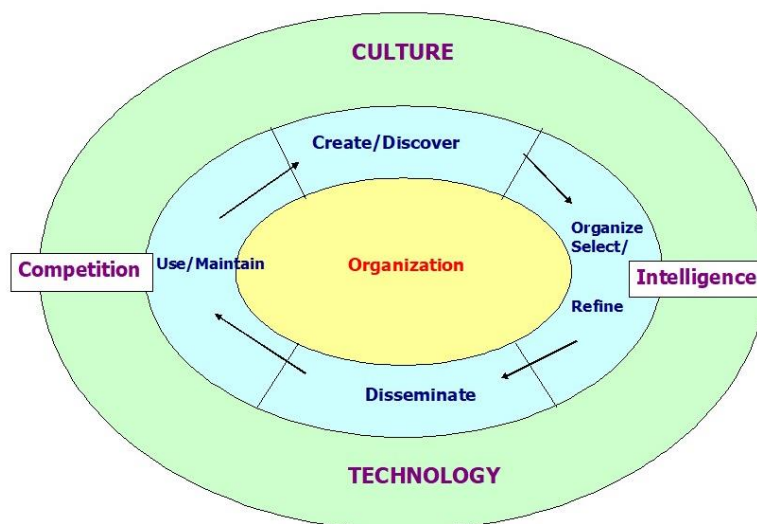 CULTURE
Create/Discover
Organize
Select/
Competition
Use/Maintain
Organization
Intelligence
Refine
Disseminate
TECHNOLOGY